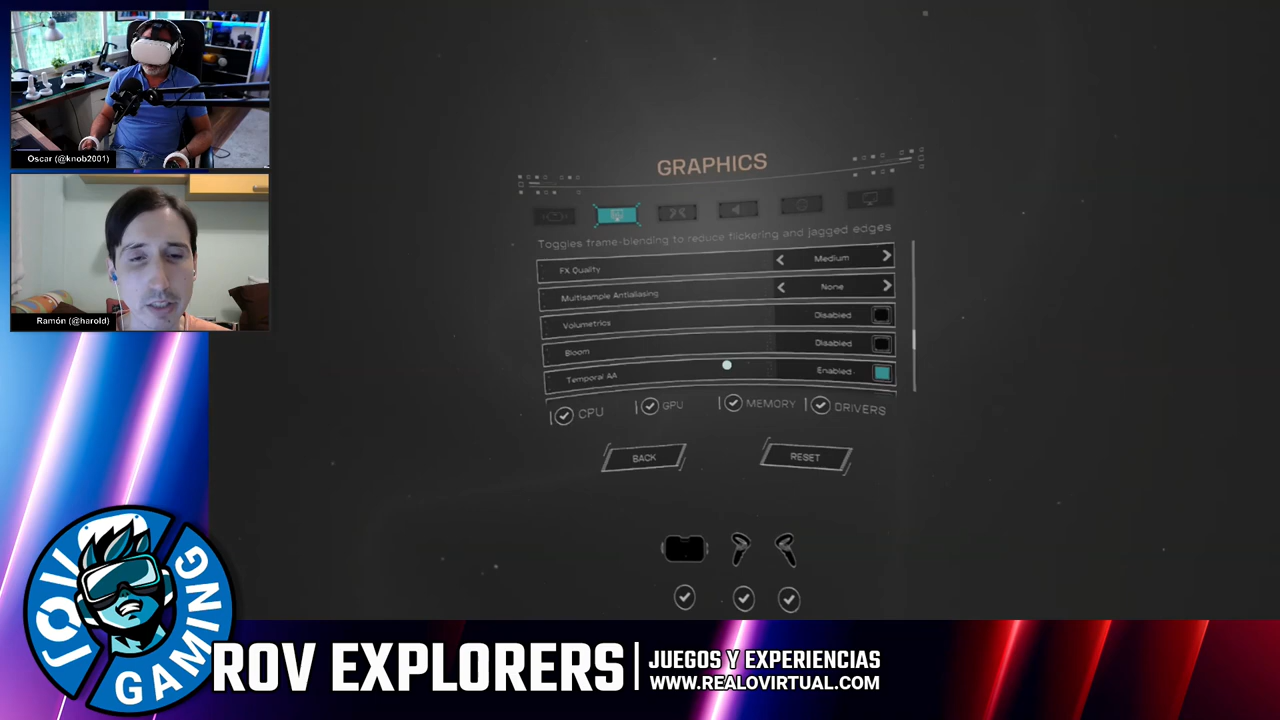 Oscar (@knob2001)
Ramón (@harold)
GRAPHICS
Toggles frame-blending to reduce flickering and jagged edges
FX Quality Medium
Multisample Antialiasing None
Volumetrics Disabled
Bloom Disabled
Temporal AA Enabled
CPU GPU MEMORY DRIVERS
BACK RESET
ROV GAMING
ROV EXPLORERS
JUEGOS Y EXPERIENCIAS
WWW.REALOVIRTUAL.COM